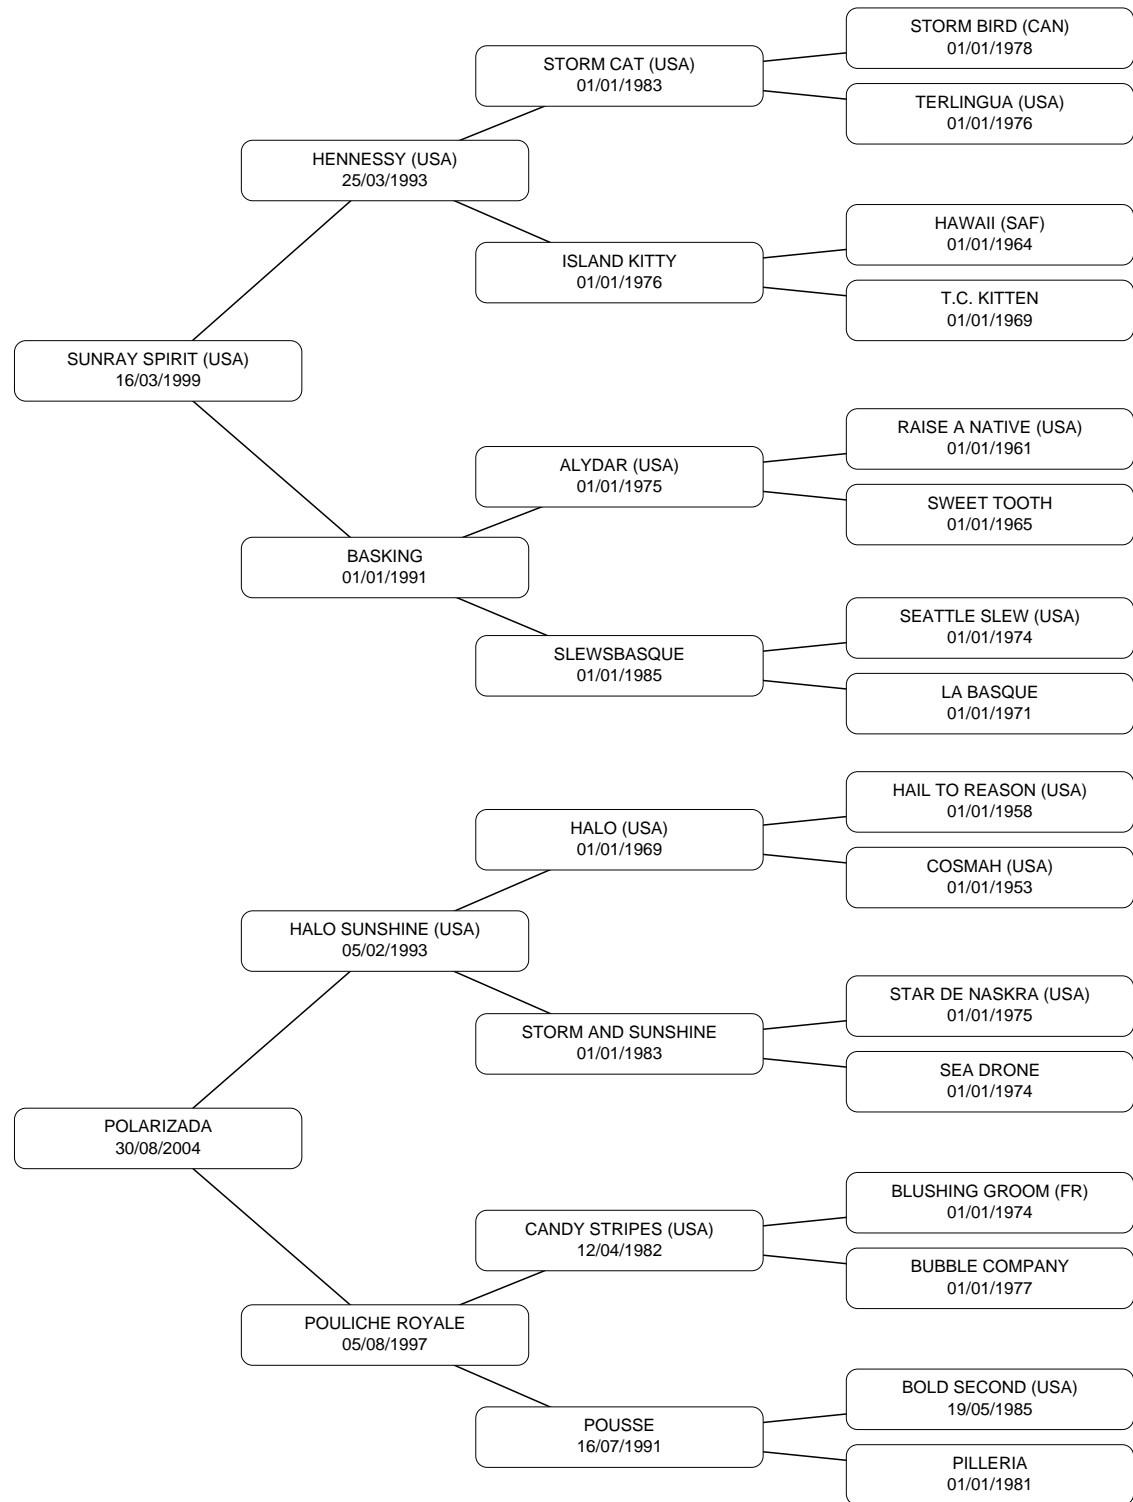 STORM BIRD (CAN)
01/01/1978
STORM CAT (USA)
01/01/1983
TERLINGUA (USA)
01/01/1976
HENNESSY (USA)
25/03/1993
HAWAII (SAF)
01/01/1964
ISLAND KITTY
01/01/1976
T.C. KITTEN
01/01/1969
SUNRAY SPIRIT (USA)
16/03/1999
RAISE A NATIVE (USA)
01/01/1961
ALYDAR (USA)
01/01/1975
SWEET TOOTH
01/01/1965
BASKING
01/01/1991
SEATTLE SLEW (USA)
01/01/1974
SLEWSBASQUE
01/01/1985
LA BASQUE
01/01/1971
HAIL TO REASON (USA)
01/01/1958
HALO (USA)
01/01/1969
COSMAH (USA)
01/01/1953
HALO SUNSHINE (USA)
05/02/1993
STAR DE NASKRA (USA)
01/01/1975
STORM AND SUNSHINE
01/01/1983
SEA DRONE
01/01/1974
POLARIZADA
30/08/2004
BLUSHING GROOM (FR)
01/01/1974
CANDY STRIPES (USA)
12/04/1982
BUBBLE COMPANY
01/01/1977
POULICHE ROYALE
05/08/1997
BOLD SECOND (USA)
19/05/1985
POUSSE
16/07/1991
PILLERIA
01/01/1981